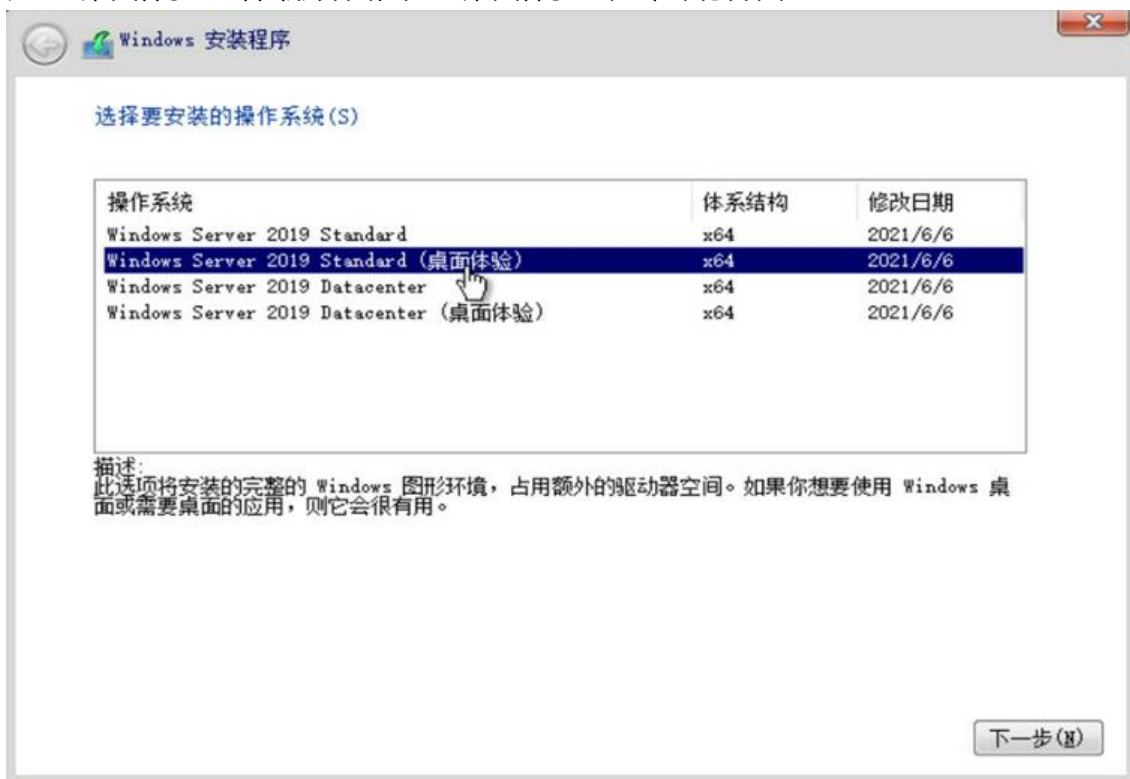 Windows 安装程序
选择要安装的操作系统(S)
操作系统 体系结构 修改日期
Windows Server 2019 Standard x64 2021/6/6
Windows Server 2019 Standard (桌面体验) x64 2021/6/6
Windows Server 2019 Datacenter x64 2021/6/6
Windows Server 2019 Datacenter (桌面体验) x64 2021/6/6
描述:
此选项将安装的完整的 Windows 图形环境，占用额外的驱动器空间。如果你想要使用 Windows 桌
面或需要桌面的应用，则它会很有用。
下一步(N)